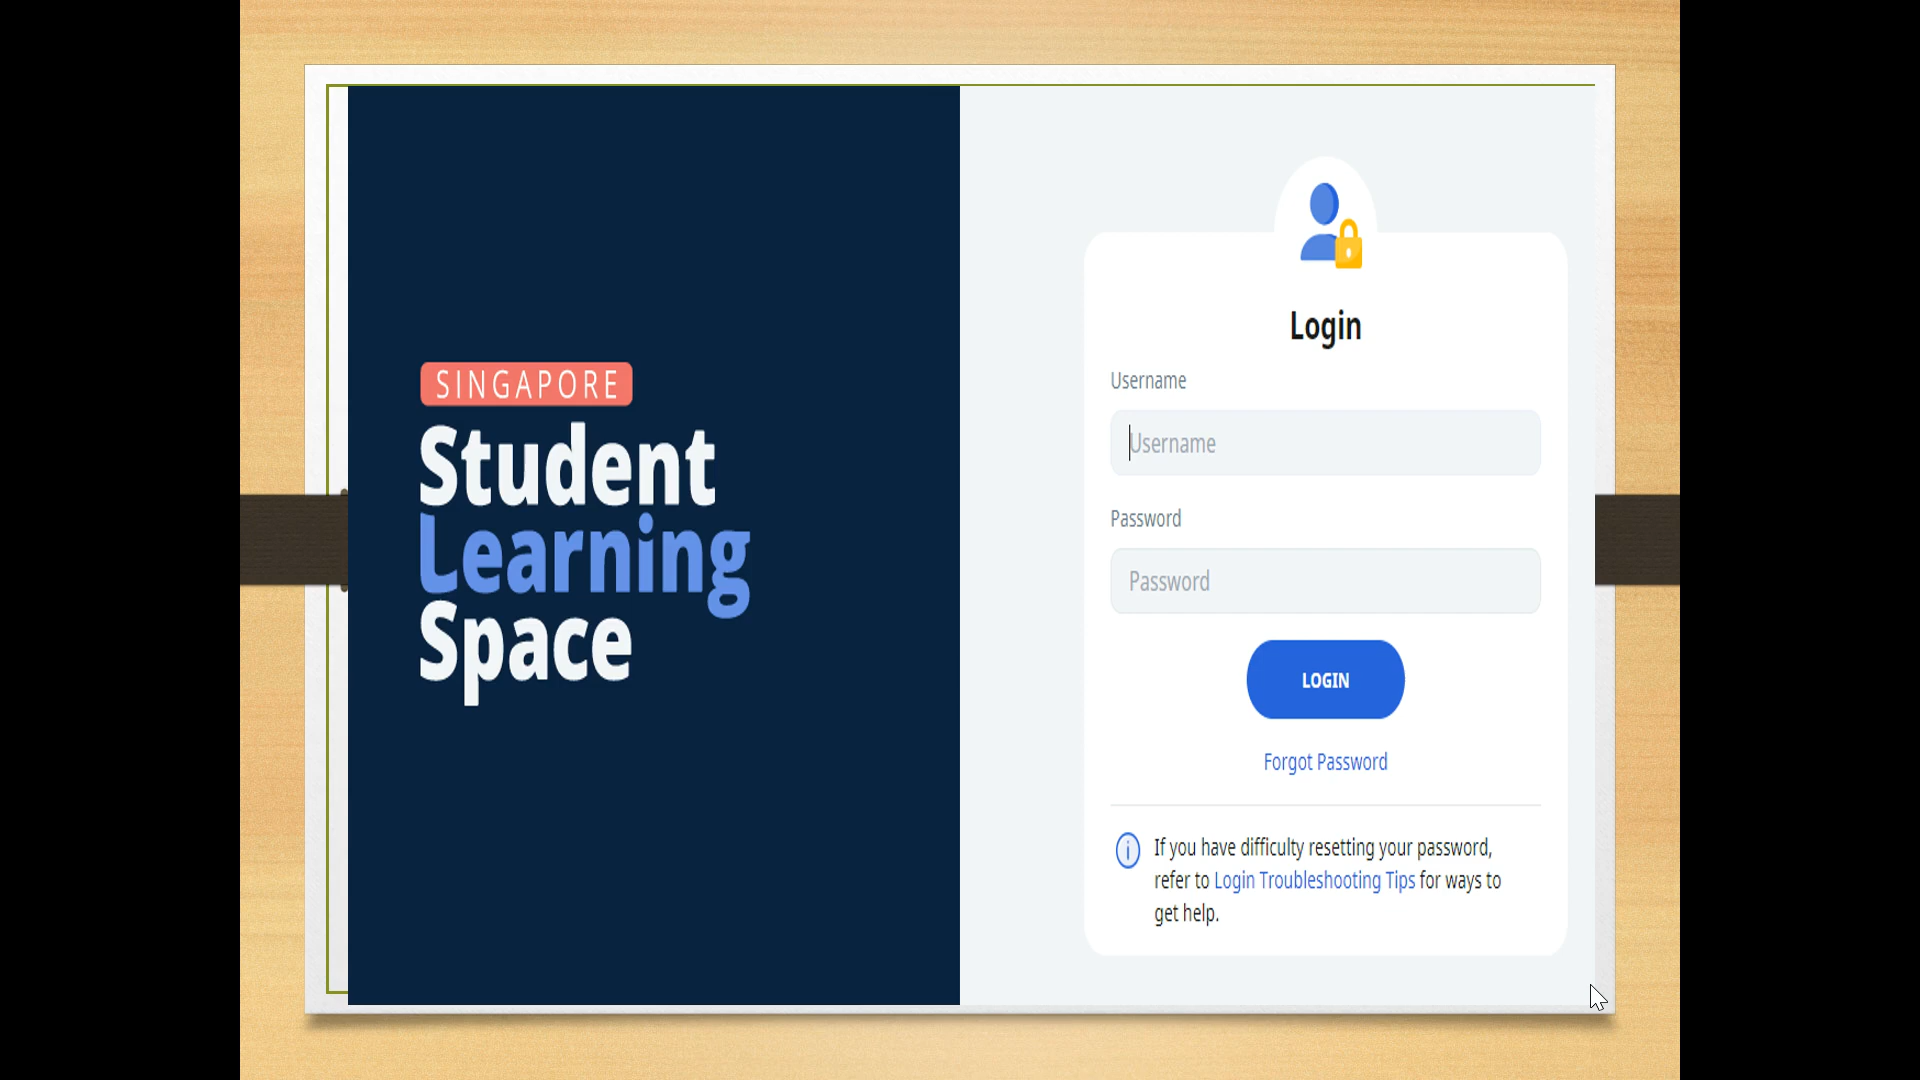 SINGAPORE
Student
Learning
Space
Login
Username
Username
Password
Password
LOGIN
Forgot Password
If you have difficulty resetting your password,
refer to Login Troubleshooting Tips for ways to
get help.